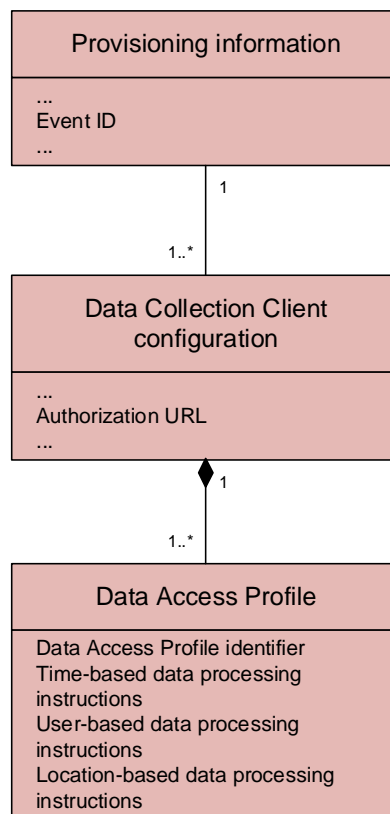 Provisioning information
...
Event ID
...
1
1..*
Data Collection Client
configuration
...
Authorization URL
...
1
1..*
Data Access Profile
Data Access Profile identifier
Time-based data processing
instructions
User-based data processing
instructions
Location-based data processing
instructions